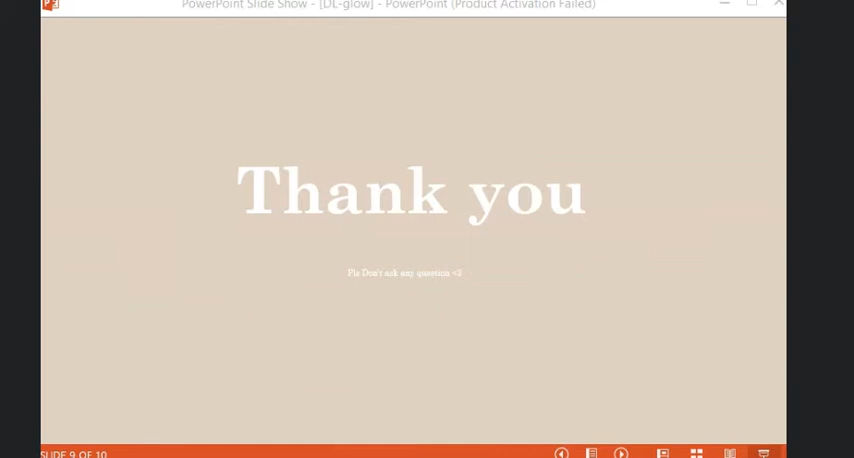 PowerPoint Slide Show - [DL-glow] - PowerPoint (Product Activation Failed)
Thank you
Pls Don't ask any question <3
SLIDE 9 OF 10